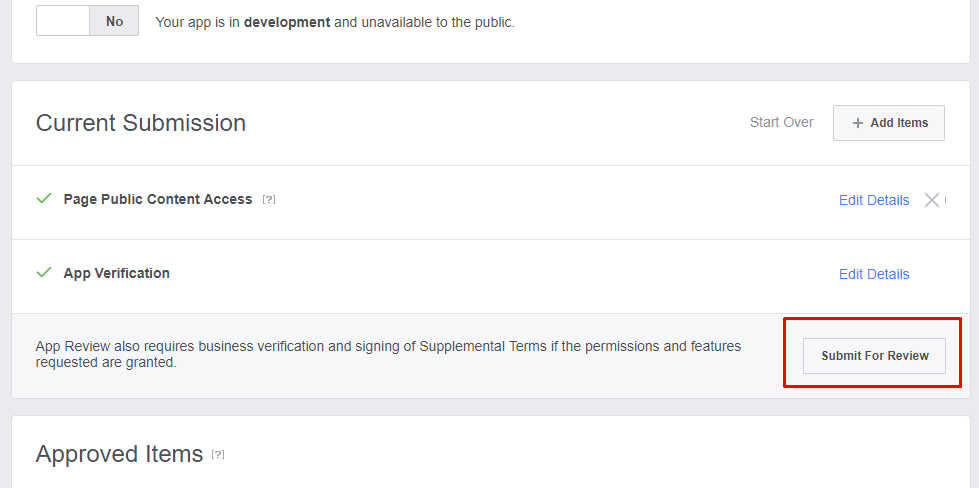 No Your app is in development and unavailable to the public.
Current Submission Start Over + Add Items
Page Public Content Access [?] Edit Details
App Verification Edit Details
App Review also requires business verification and signing of Supplemental Terms if the permissions and features
requested are granted.
Submit For Review
Approved Items [?]